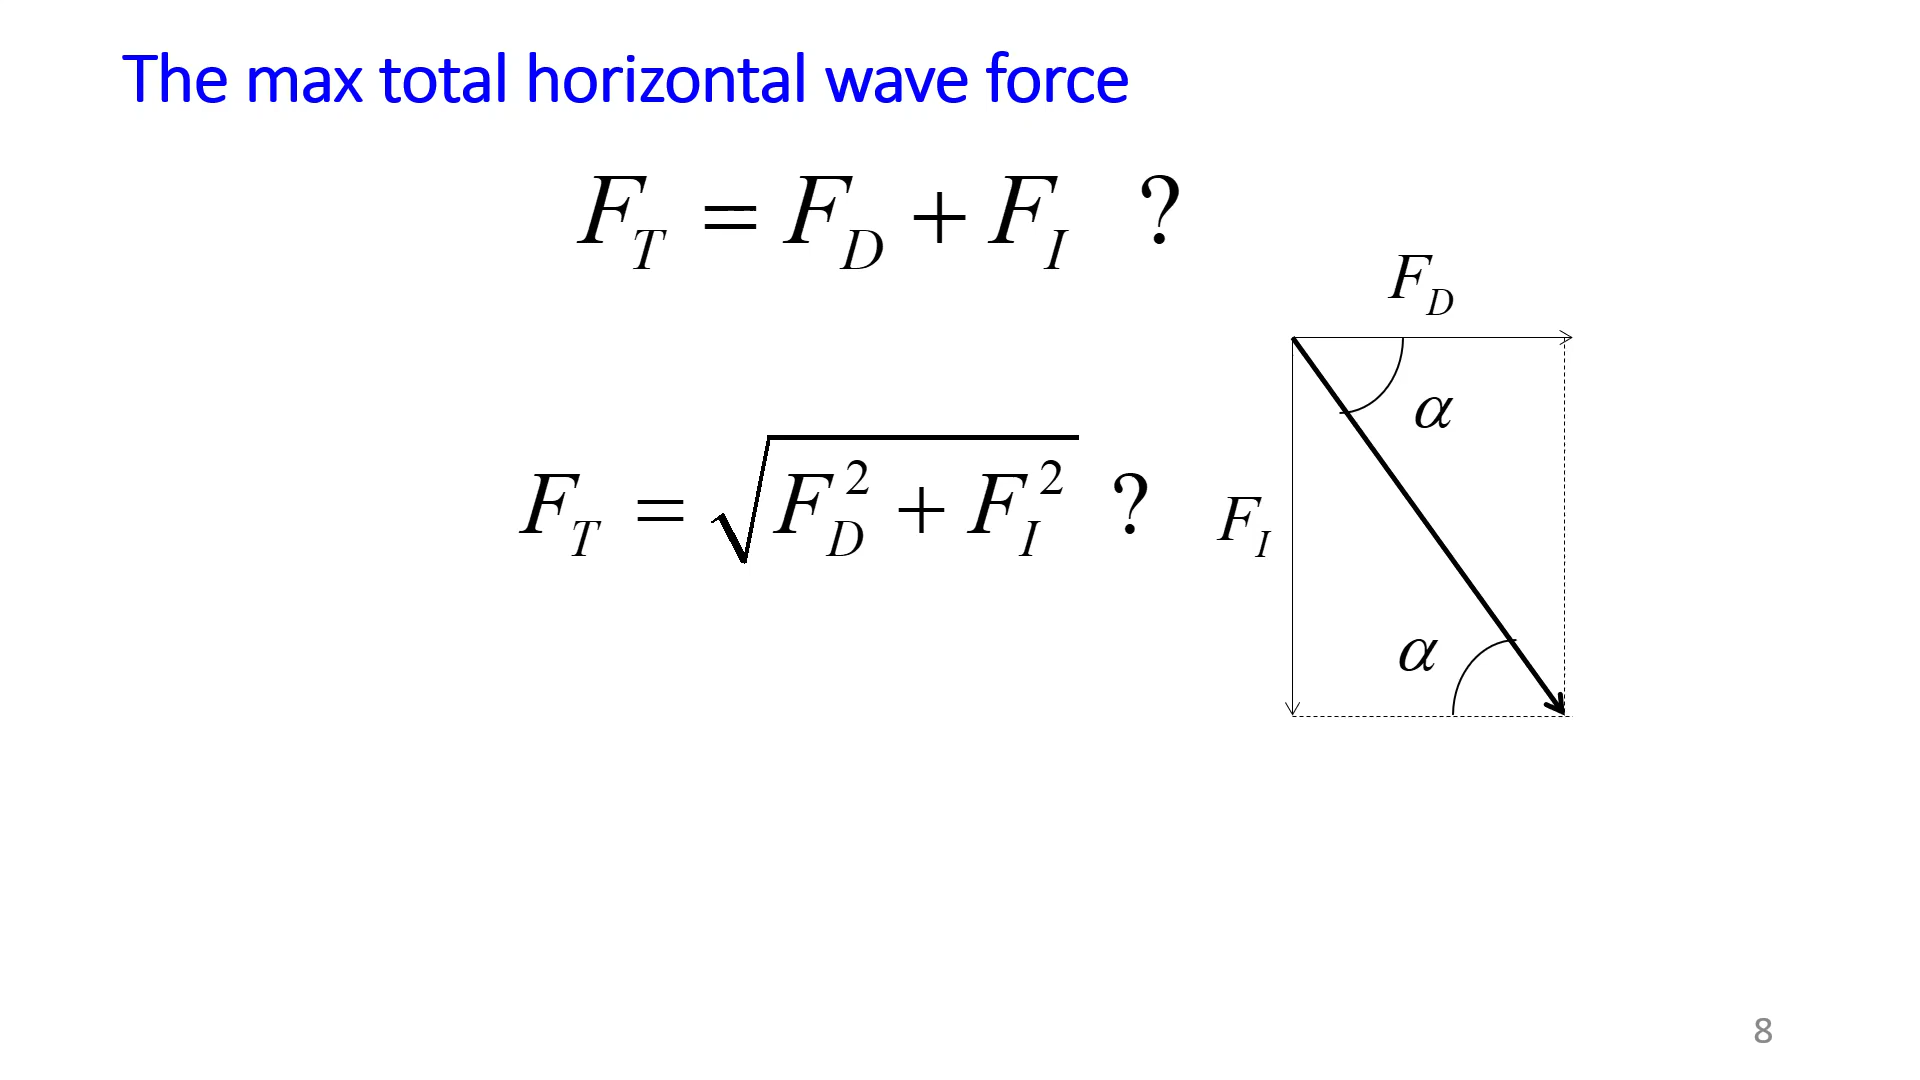 The max total horizontal wave force
F_T = F_D + F_I ?
F_D
α
F_T = √(F_D^2 + F_I^2) ?
F_I
α
8